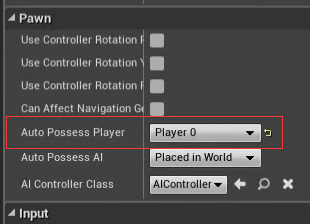 Pawn
Use Controller Rotation P
Use Controller Rotation Y
Use Controller Rotation R
Can Affect Navigation Ge
Auto Possess Player Player 0
Auto Possess AI Placed in World
AI Controller Class AIController
Input